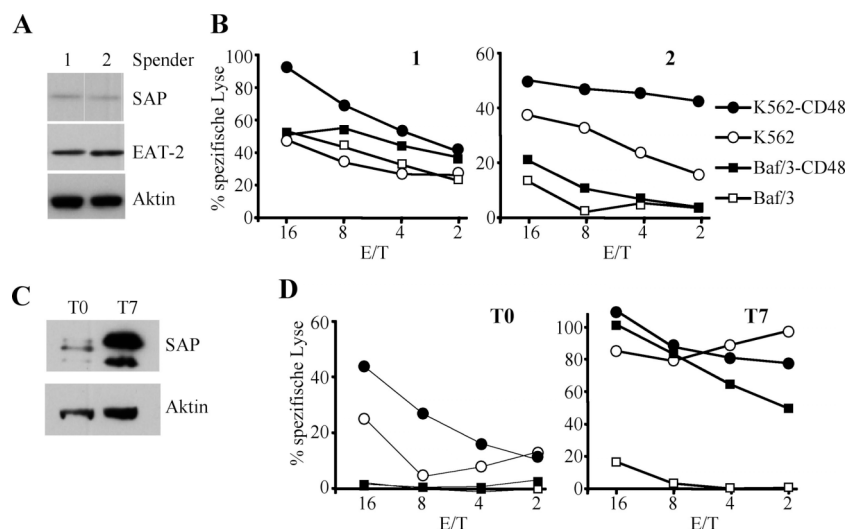 A
1 2 Spender
SAP
EAT-2
Aktin
B
% spezifische Lyse
1
100
80
60
40
20
0
16 8 4 2
E/T
2
60
40
20
0
16 8 4 2
E/T
K562-CD48
K562
Baf/3-CD48
Baf/3
C
T0 T7
SAP
Aktin
D
% spezifische Lyse
T0
60
40
20
0
16 8 4 2
E/T
T7
100
80
60
40
20
0
16 8 4 2
E/T